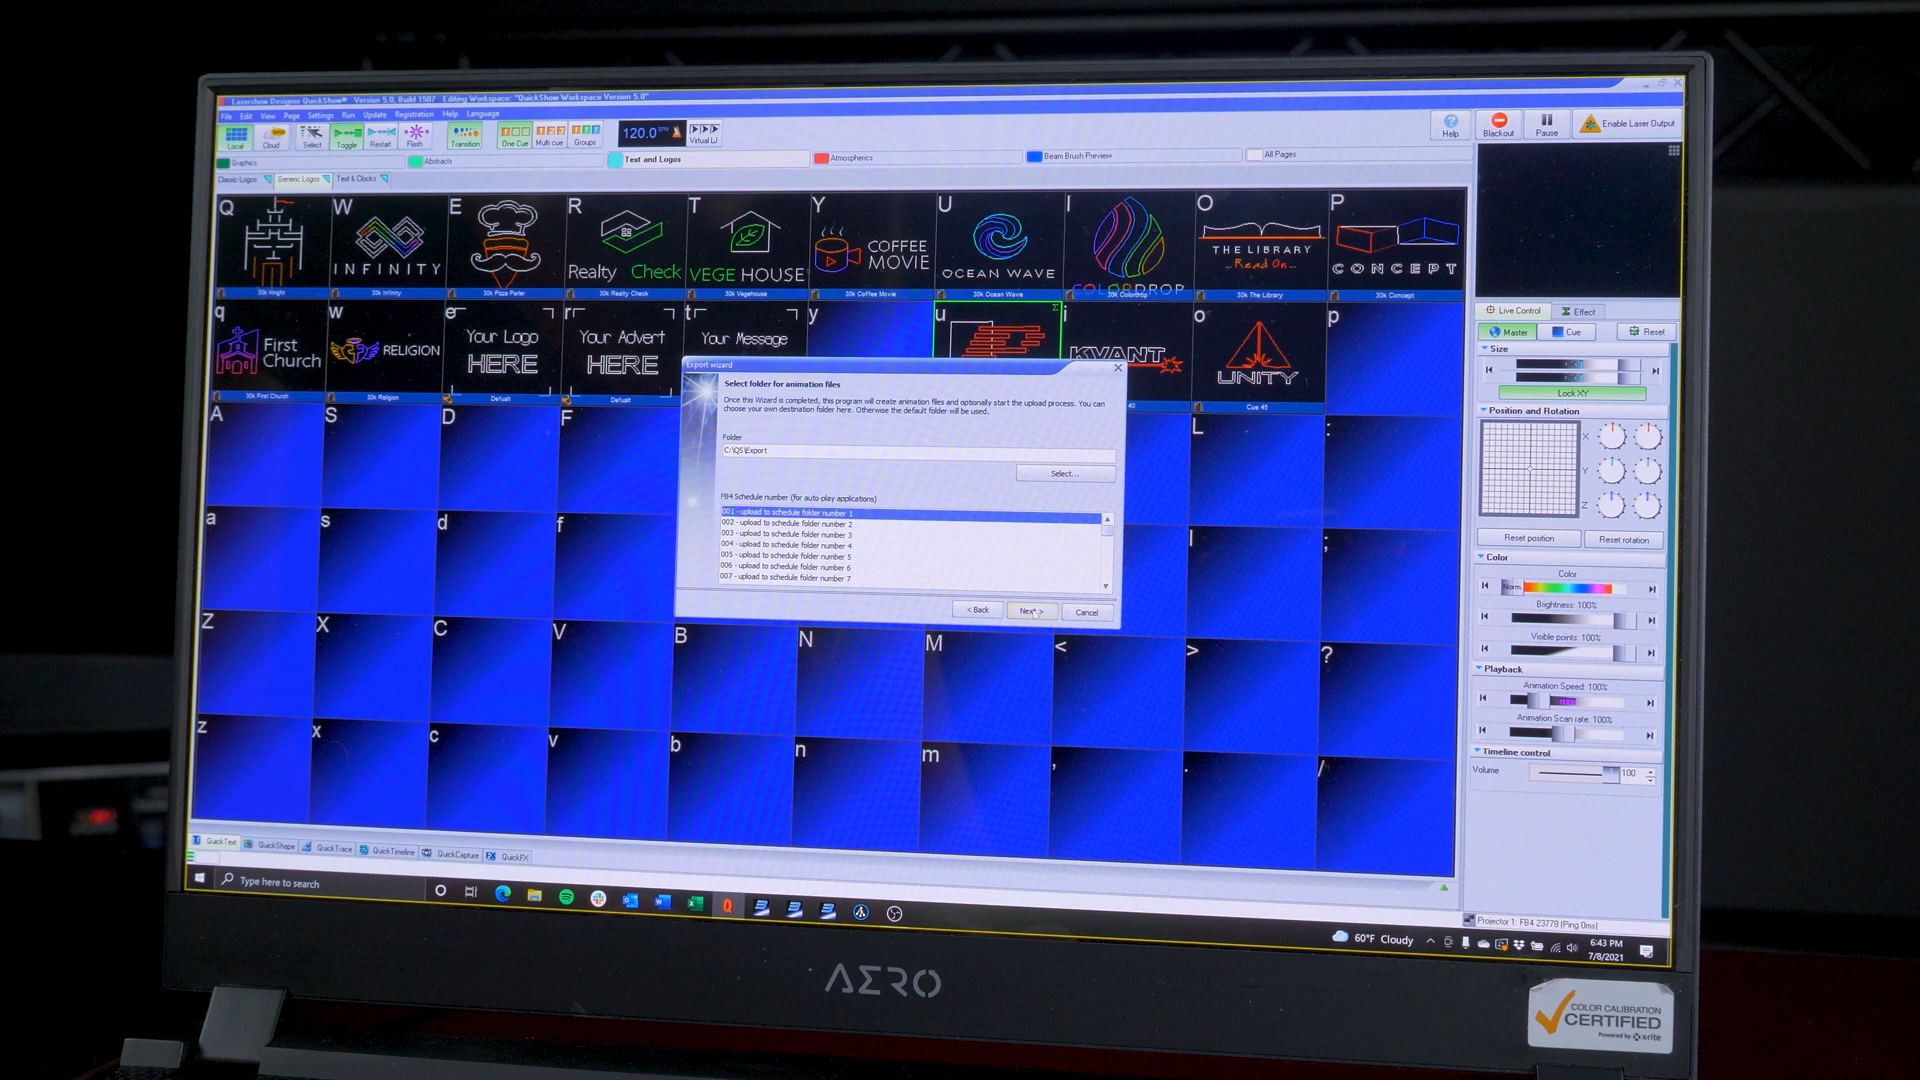 Lasershow Designer QuickShow® Version 5.0, Build 1507 Editing Workspace: "QuickShow Workspace Version 5.0"
File Edit View Page Settings Run Update Registration Help Language
Local Cloud Select Toggle Restart Flash Transition One Cue Multi cue Groups 120.0 BPM Virtual LJ Help Blackout Pause Enable Laser Output
Graphics Abstracts Text and Logos Atmospherics Beam Brush Preview All Pages
Classic Logos Generic Logos Text & Clocks
Q W E R T Y U I O P
INFINITY
Realty Check
VEGE HOUSE
COFFEE
MOVIE
OCEAN WAVE
COLORDROP
THE LIBRARY
...Read On...
CONCEPT
30k Knight 30k Infinity 30k Pizza Parler 30k Realty Check 30k Vegehouse 30k Coffee Movie 30k Ocean Wave 30k Colordrop 30k The Library 30k Concept
q w e r t y u i o p
First
Church
RELIGION
Your Logo
HERE
Your Advert
HERE
Your Message
KVANT
UNITY
30k First Church 30k Religion Default Default 40 Cue 45
Export wizard
Select folder for animation files
Once this Wizard is completed, this program will create animation files and optionally start the upload process. You can
choose your own destination folder here. Otherwise the default folder will be used.
Folder
C:\QS\Export
Select...
FB4 Schedule number (for auto-play applications)
001 - upload to schedule folder number 1
002 - upload to schedule folder number 2
003 - upload to schedule folder number 3
004 - upload to schedule folder number 4
005 - upload to schedule folder number 5
006 - upload to schedule folder number 6
007 - upload to schedule folder number 7
< Back Next > Cancel
A S D F L :
a s d f l ;
Z X C V B N M < > ?
z x c v b n m , . /
Live Control Effect
Master Cue Reset
Size
Lock XY
Position and Rotation
X
Y
Z
Reset position Reset rotation
Color
Color
Norm.
Brightness: 100%
Visible points: 100%
Playback
Animation Speed: 100%
Animation Scan rate: 100%
Timeline control
Volume 100
QuickText QuickShape QuickTrace QuickTimeline QuickCapture FX QuickFX
Projector 1: FB4 23778 (Ping 0ms)
Type here to search
60°F Cloudy
6:43 PM
7/8/2021
AERO
COLOR CALIBRATION
CERTIFIED
Powered by x-rite